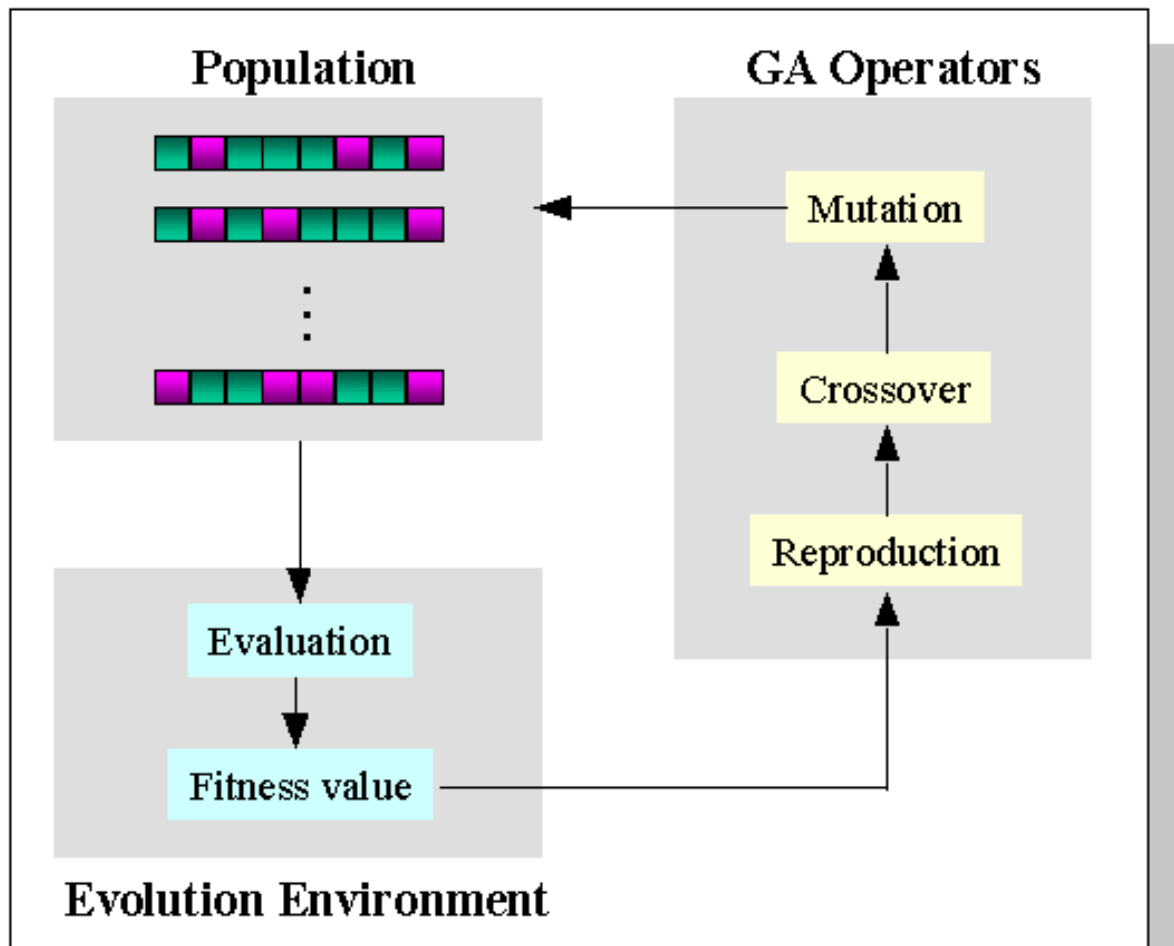 Population
GA Operators
Mutation
Crossover
Reproduction
Evaluation
Fitness value
Evolution Environment